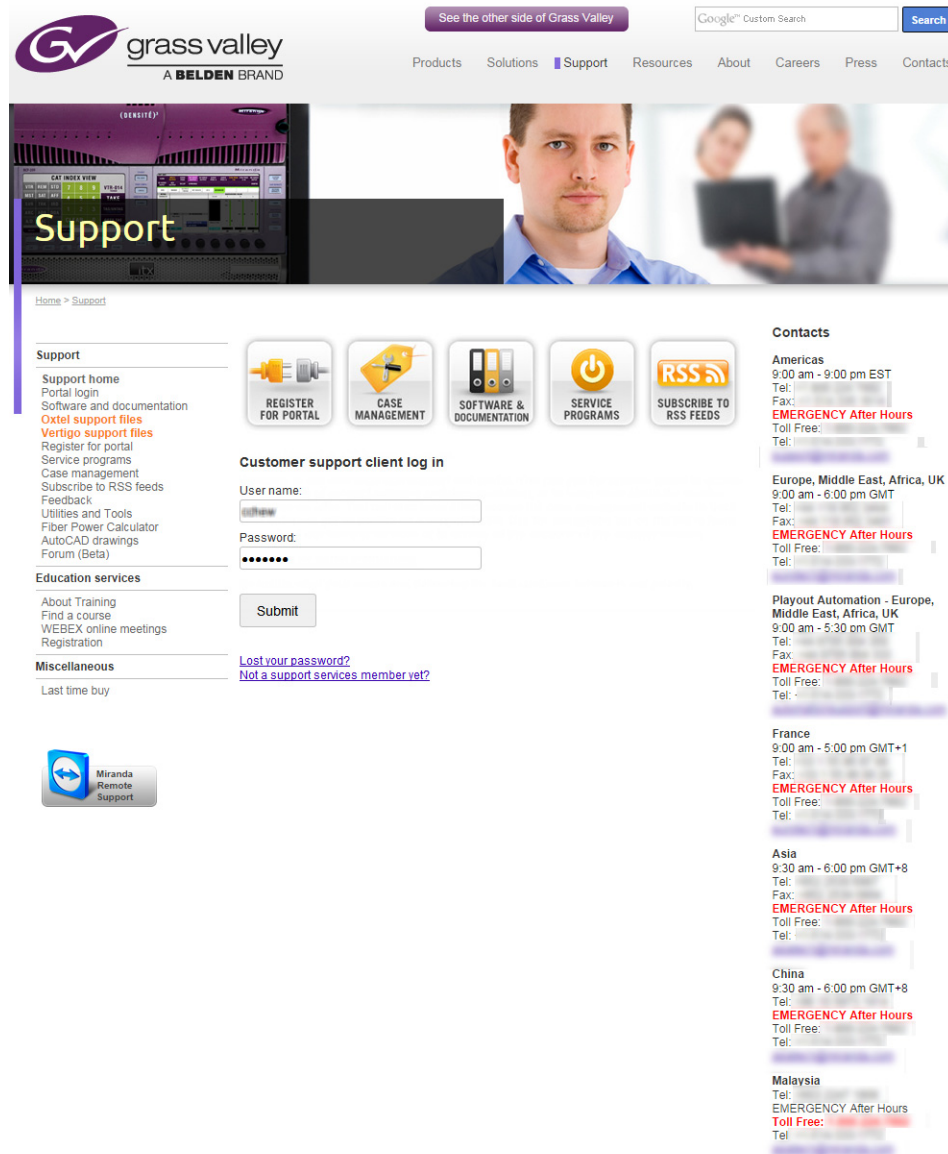 See the other side of Grass Valley
Google™ Custom Search
Search
GV
grass valley
A BELDEN BRAND
Products Solutions Support Resources About Careers Press Contacts
(DENSITÉ)³
CAT INDEX VIEW
Support
Home > Support
Support
Support home
Portal login
Software and documentation
Oxtel support files
Vertigo support files
Register for portal
Service programs
Case management
Subscribe to RSS feeds
Feedback
Utilities and Tools
Fiber Power Calculator
AutoCAD drawings
Forum (Beta)
Education services
About Training
Find a course
WEBEX online meetings
Registration
Miscellaneous
Last time buy
Miranda
Remote
Support
REGISTER
FOR PORTAL
CASE
MANAGEMENT
SOFTWARE &
DOCUMENTATION
SERVICE
PROGRAMS
RSS
SUBSCRIBE TO
RSS FEEDS
Customer support client log in
User name:
Password:
•••••••
Submit
Lost your password?
Not a support services member yet?
Contacts
Americas
9:00 am - 9:00 pm EST
Tel:
Fax:
EMERGENCY After Hours
Toll Free:
Tel:
Europe, Middle East, Africa, UK
9:00 am - 6:00 pm GMT
Tel:
Fax:
EMERGENCY After Hours
Toll Free:
Tel:
Playout Automation - Europe,
Middle East, Africa, UK
9:00 am - 5:30 pm GMT
Tel:
Fax:
EMERGENCY After Hours
Toll Free:
Tel:
France
9:00 am - 5:00 pm GMT+1
Tel:
Fax:
EMERGENCY After Hours
Toll Free:
Tel:
Asia
9:30 am - 6:00 pm GMT+8
Tel:
Fax:
EMERGENCY After Hours
Toll Free:
Tel:
China
9:30 am - 6:00 pm GMT+8
Tel:
EMERGENCY After Hours
Toll Free:
Tel:
Malaysia
Tel:
EMERGENCY After Hours
Toll Free:
Tel